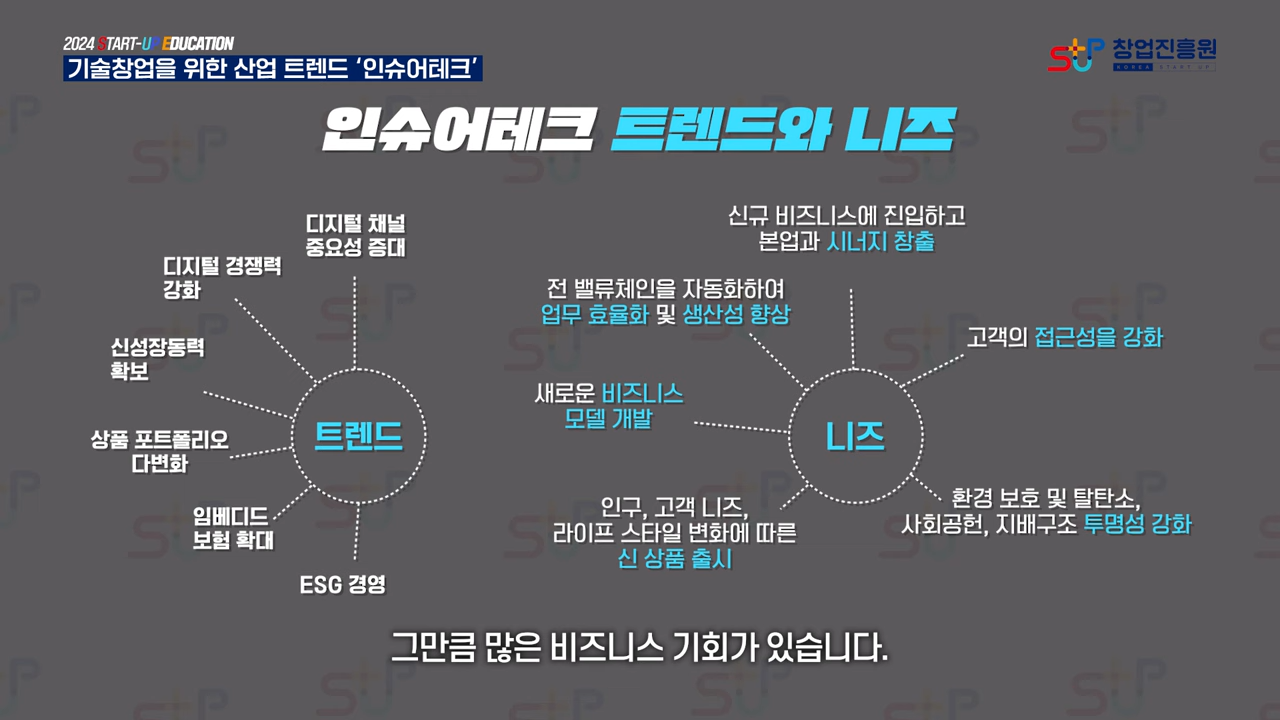 2024 START-UP EDUCATION
기술창업을 위한 산업 트렌드 ‘인슈어테크’
StUP 창업진흥원
KOREA START UP
인슈어테크 트렌드와 니즈
디지털 채널
중요성 증대
디지털 경쟁력
강화
신성장동력
확보
상품 포트폴리오
다변화
임베디드
보험 확대
ESG 경영
트렌드
신규 비즈니스에 진입하고
본업과 시너지 창출
전 밸류체인을 자동화하여
업무 효율화 및 생산성 향상
고객의 접근성을 강화
새로운 비즈니스
모델 개발
니즈
인구, 고객 니즈,
라이프 스타일 변화에 따른
신 상품 출시
환경 보호 및 탈탄소,
사회공헌, 지배구조 투명성 강화
그만큼 많은 비즈니스 기회가 있습니다.